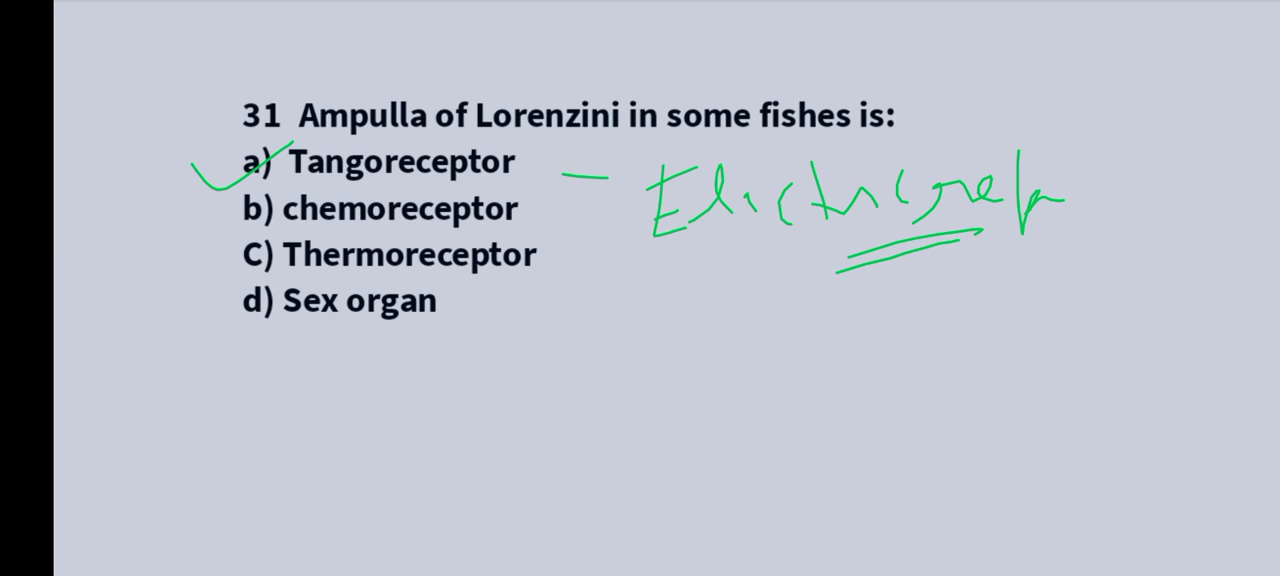 31 Ampulla of Lorenzini in some fishes is:
a) Tangoreceptor
b) chemoreceptor
C) Thermoreceptor
d) Sex organ